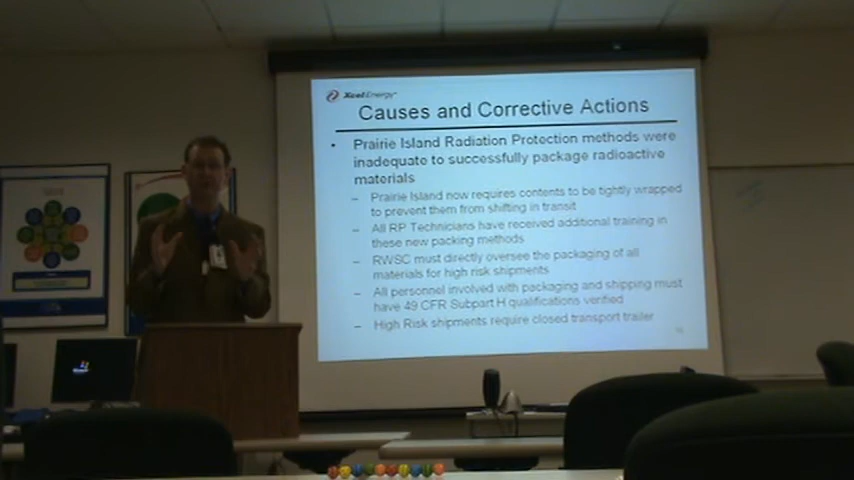 XcelEnergy™
Causes and Corrective Actions
• Prairie Island Radiation Protection methods were
inadequate to successfully package radioactive
materials
– Prairie Island now requires contents to be tightly wrapped
to prevent them from shifting in transit
– All RP Technicians have received additional training in
these new packing methods
– RWSC must directly oversee the packaging of all
materials for high risk shipments
– All personnel involved with packaging and shipping must
have 49 CFR Subpart H qualifications verified
– High Risk shipments require closed transport trailer